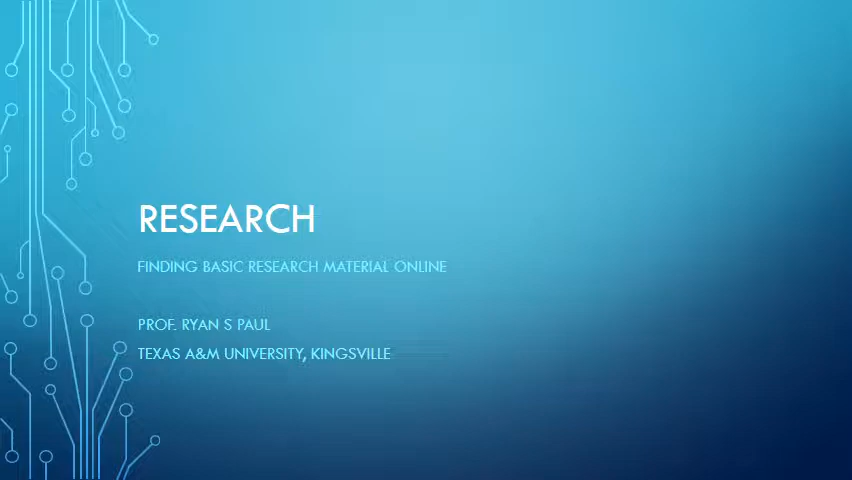 RESEARCH
FINDING BASIC RESEARCH MATERIAL ONLINE
PROF. RYAN S PAUL
TEXAS A&M UNIVERSITY, KINGSVILLE